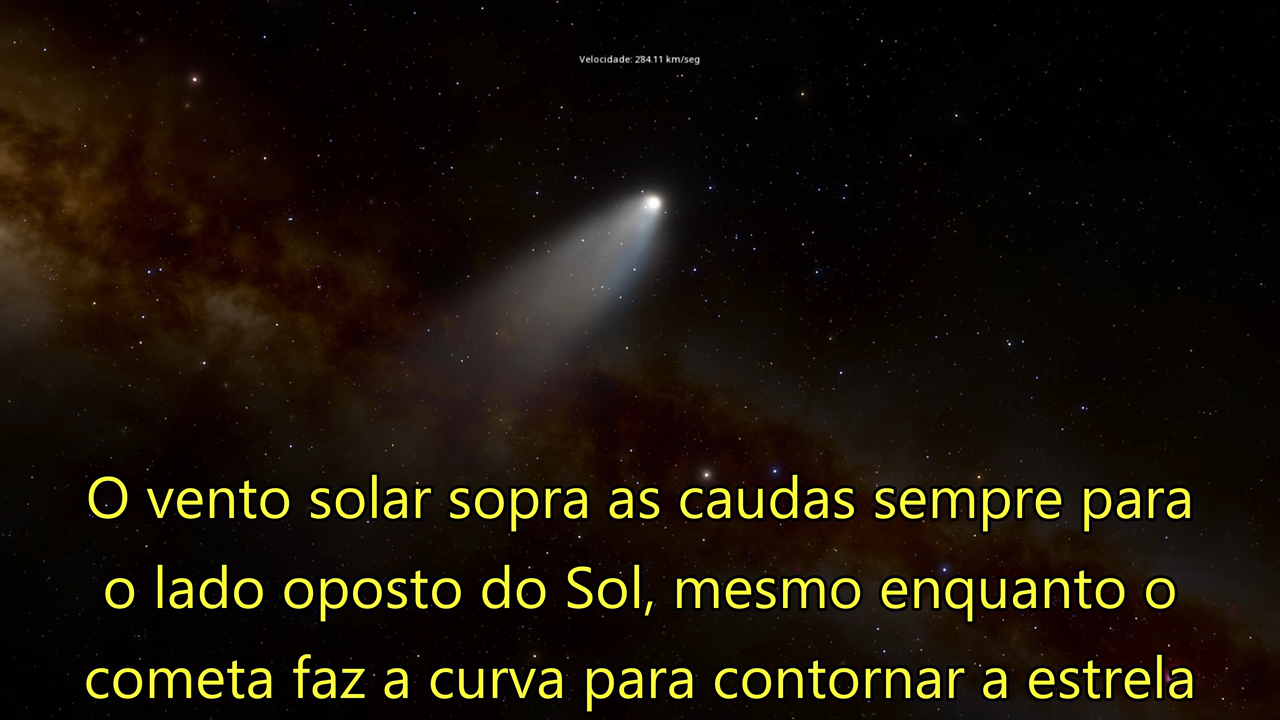 Velocidade: 284.11 km/seg
O vento solar sopra as caudas sempre para
o lado oposto do Sol, mesmo enquanto o
cometa faz a curva para contornar a estrela